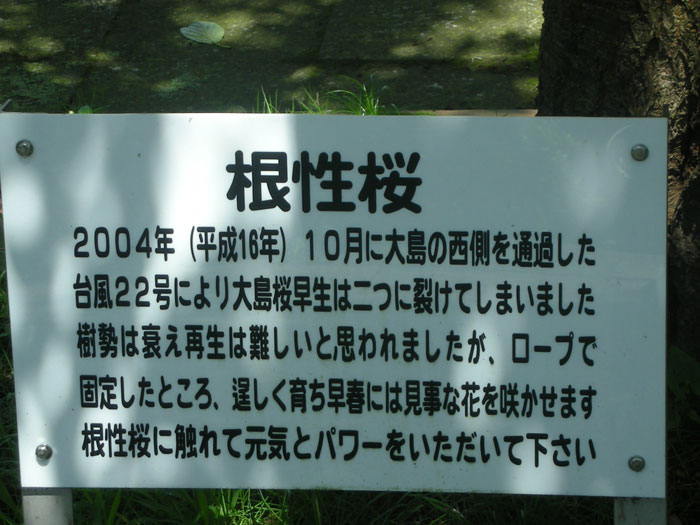 根性桜
2004年(平成16年)10月に大島の西側を通過した
台風22号により大島桜早生は二つに裂けてしまいました
樹勢は衰え再生は難しいと思われましたが、ロープで
固定したところ、逞しく育ち早春には見事な花を咲かせます
根性桜に触れて元気とパワーをいただいて下さい